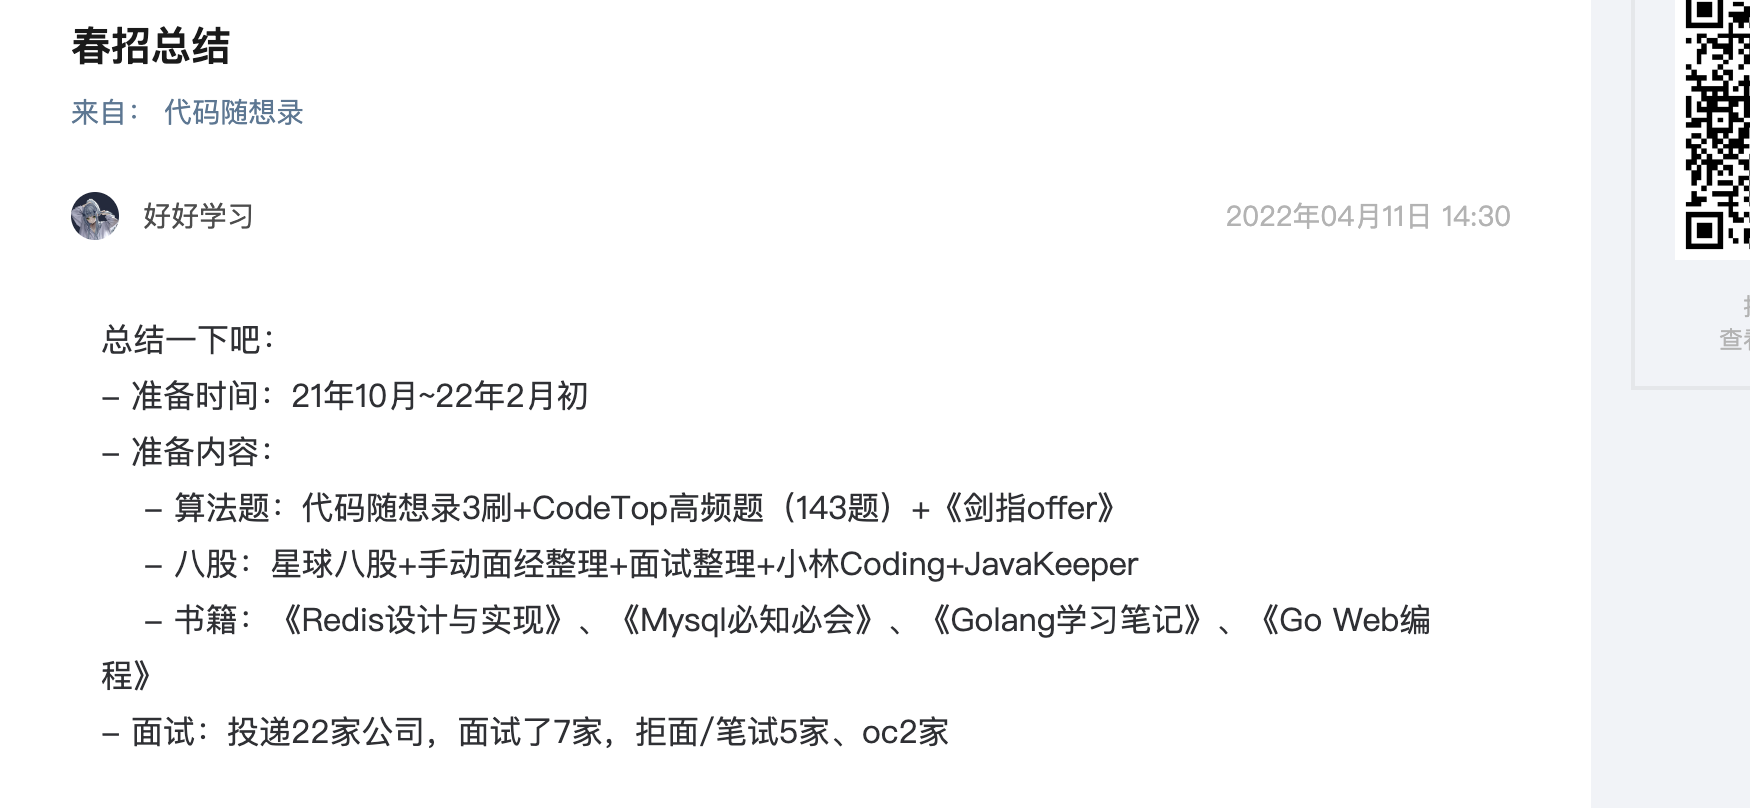 春招总结
来自： 代码随想录
好好学习
2022年04月11日 14:30
总结一下吧：
– 准备时间：21年10月~22年2月初
– 准备内容：
– 算法题：代码随想录3刷+CodeTop高频题（143题）+《剑指offer》
– 八股：星球八股+手动面经整理+面试整理+小林Coding+JavaKeeper
– 书籍：《Redis设计与实现》、《Mysql必知必会》、《Golang学习笔记》、《Go Web编
程》
– 面试：投递22家公司，面试了7家，拒面/笔试5家、oc2家
查